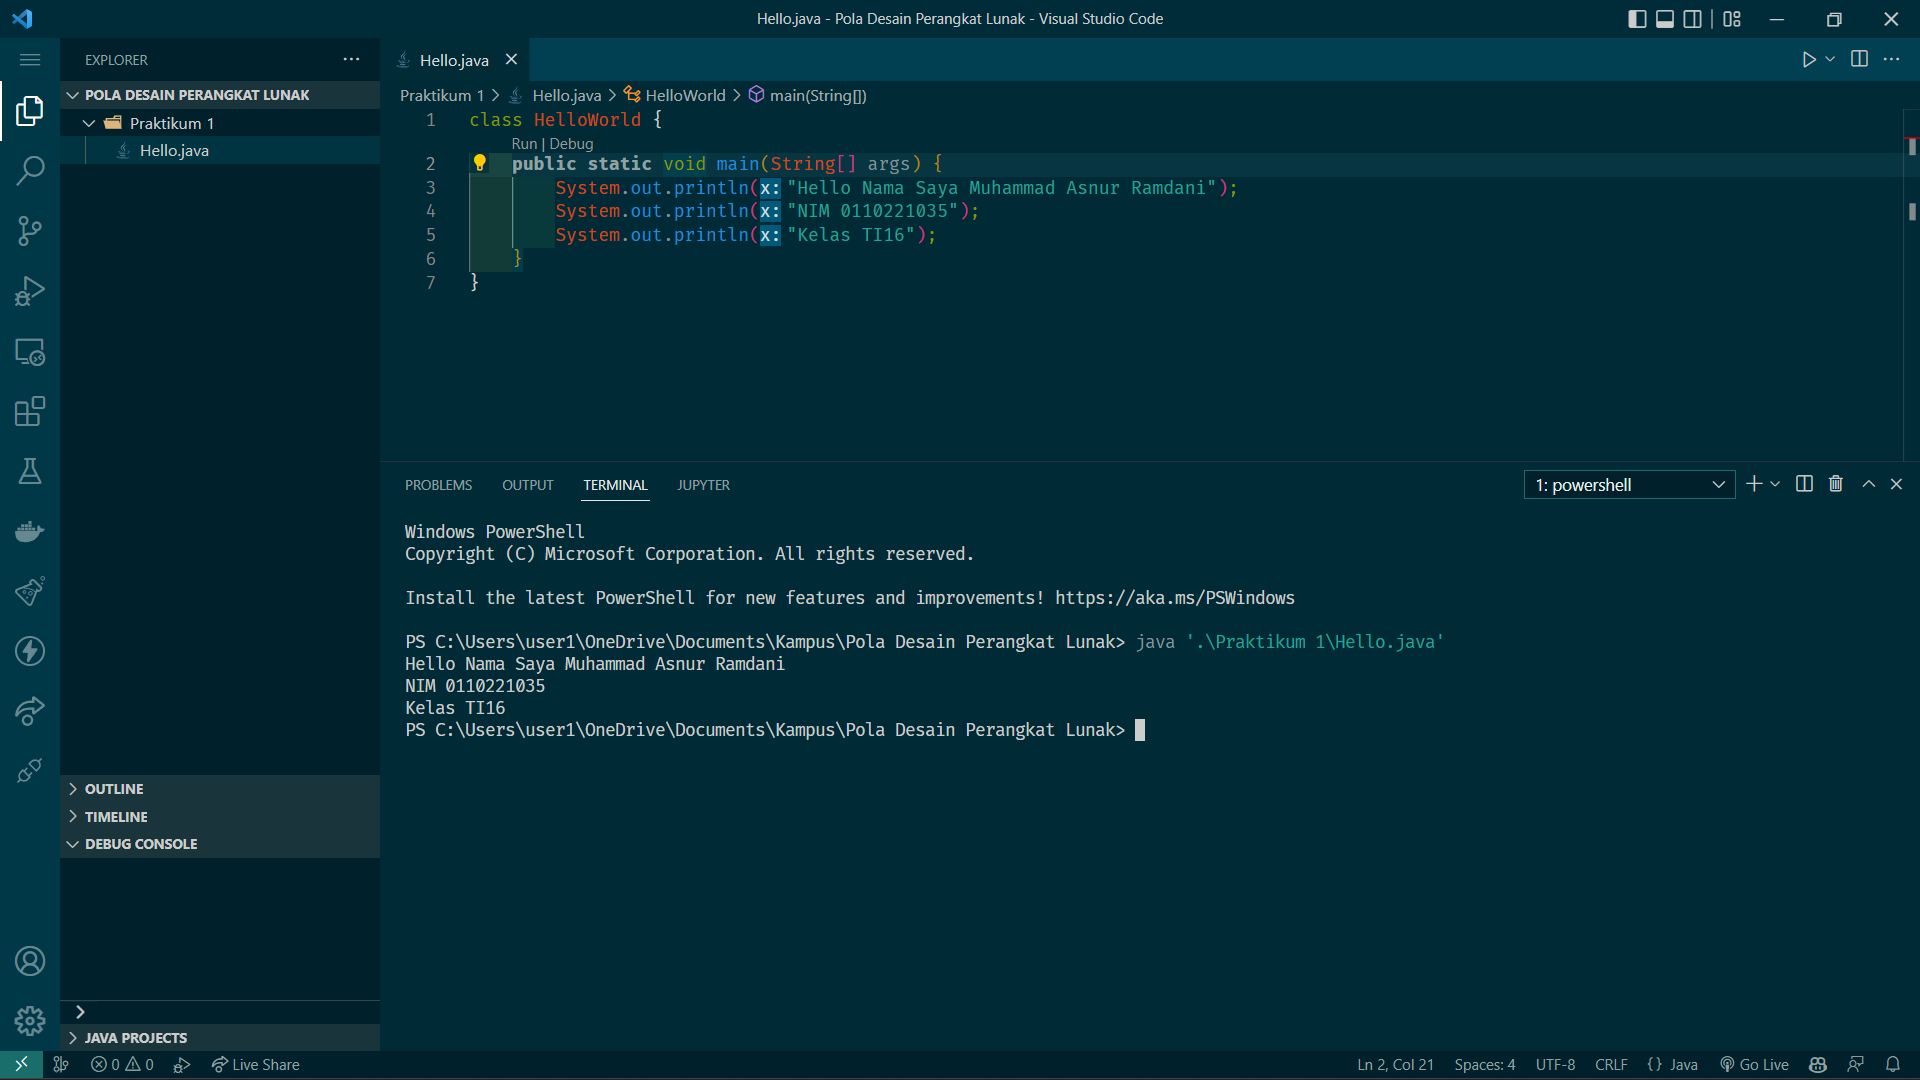 Hello.java - Pola Desain Perangkat Lunak - Visual Studio Code
EXPLORER
POLA DESAIN PERANGKAT LUNAK
Praktikum 1
Hello.java
Hello.java
Praktikum 1 > Hello.java > HelloWorld > main(String[])
1 class HelloWorld {
Run | Debug
2 public static void main(String[] args) {
3 System.out.println(x: "Hello Nama Saya Muhammad Asnur Ramdani");
4 System.out.println(x: "NIM 0110221035");
5 System.out.println(x: "Kelas TI16");
6 }
7 }
PROBLEMS OUTPUT TERMINAL JUPYTER
1: powershell
Windows PowerShell
Copyright (C) Microsoft Corporation. All rights reserved.
Install the latest PowerShell for new features and improvements! https://aka.ms/PSWindows
PS C:\Users\user1\OneDrive\Documents\Kampus\Pola Desain Perangkat Lunak> java '.\Praktikum 1\Hello.java'
Hello Nama Saya Muhammad Asnur Ramdani
NIM 0110221035
Kelas TI16
PS C:\Users\user1\OneDrive\Documents\Kampus\Pola Desain Perangkat Lunak>
OUTLINE
TIMELINE
DEBUG CONSOLE
JAVA PROJECTS
0 0 Live Share
Ln 2, Col 21 Spaces: 4 UTF-8 CRLF {} Java Go Live